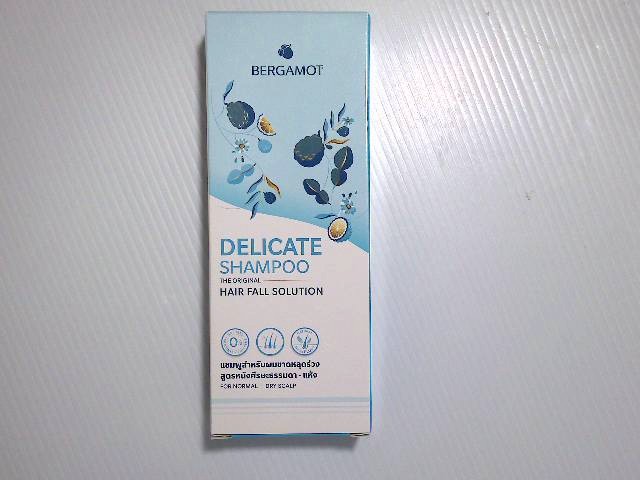 BERGAMOT
DELICATE
SHAMPOO
THE ORIGINAL
HAIR FALL SOLUTION
0%
แชมพูสำหรับผมขาดหลุดร่วง
สูตรหนังศีรษะธรรมดา - แห้ง
FOR NORMAL - DRY SCALP